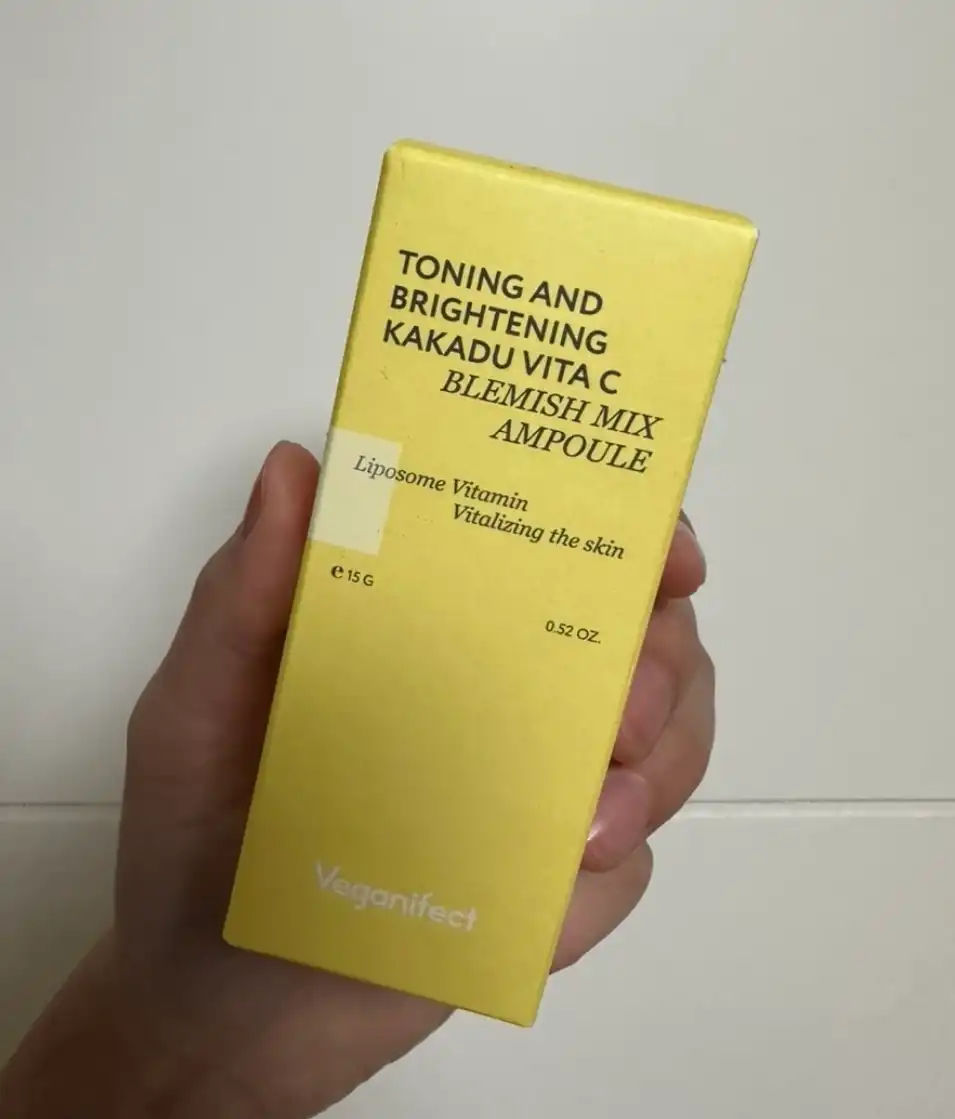 TONING AND
BRIGHTENING
KAKADU VITA C
BLEMISH MIX
AMPOULE
Liposome Vitamin
Vitalizing the skin
℮ 15 G
0.52 OZ.
Veganifect